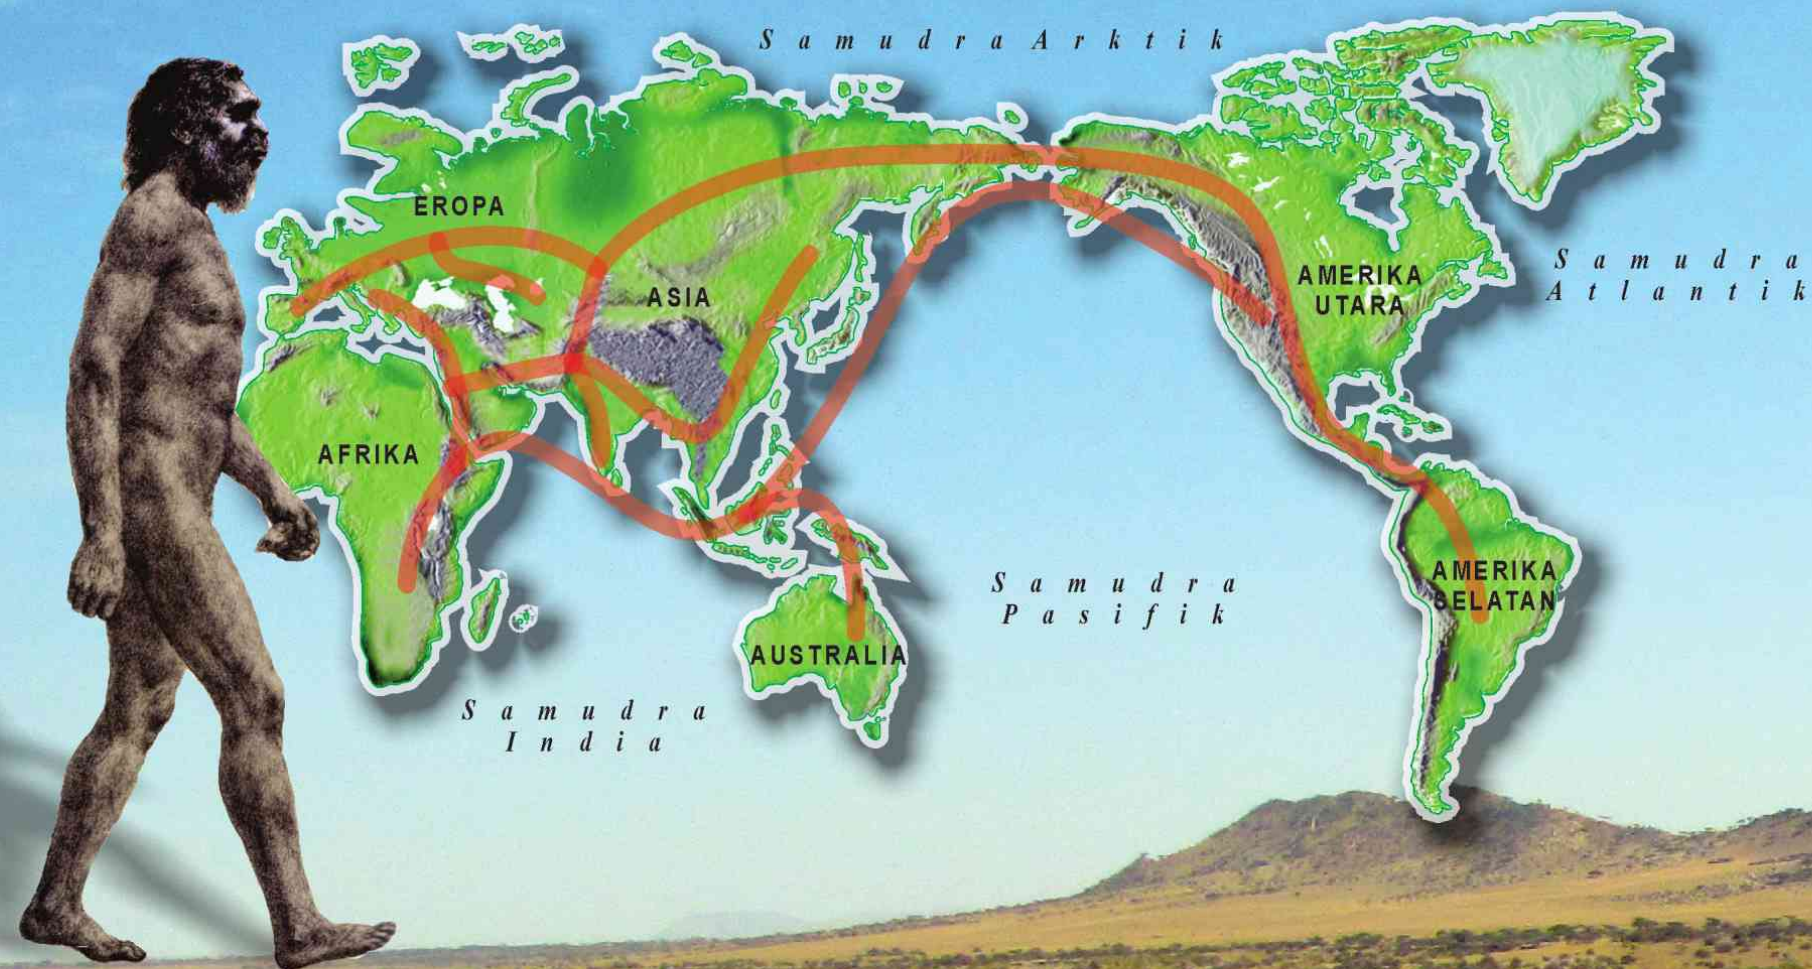 Samudra Arktik
EROPA
ASIA
AMERIKA
UTARA
Samudra
Atlantik
AFRIKA
Samudra
Pasifik
AMERIKA
SELATAN
AUSTRALIA
Samudra
India